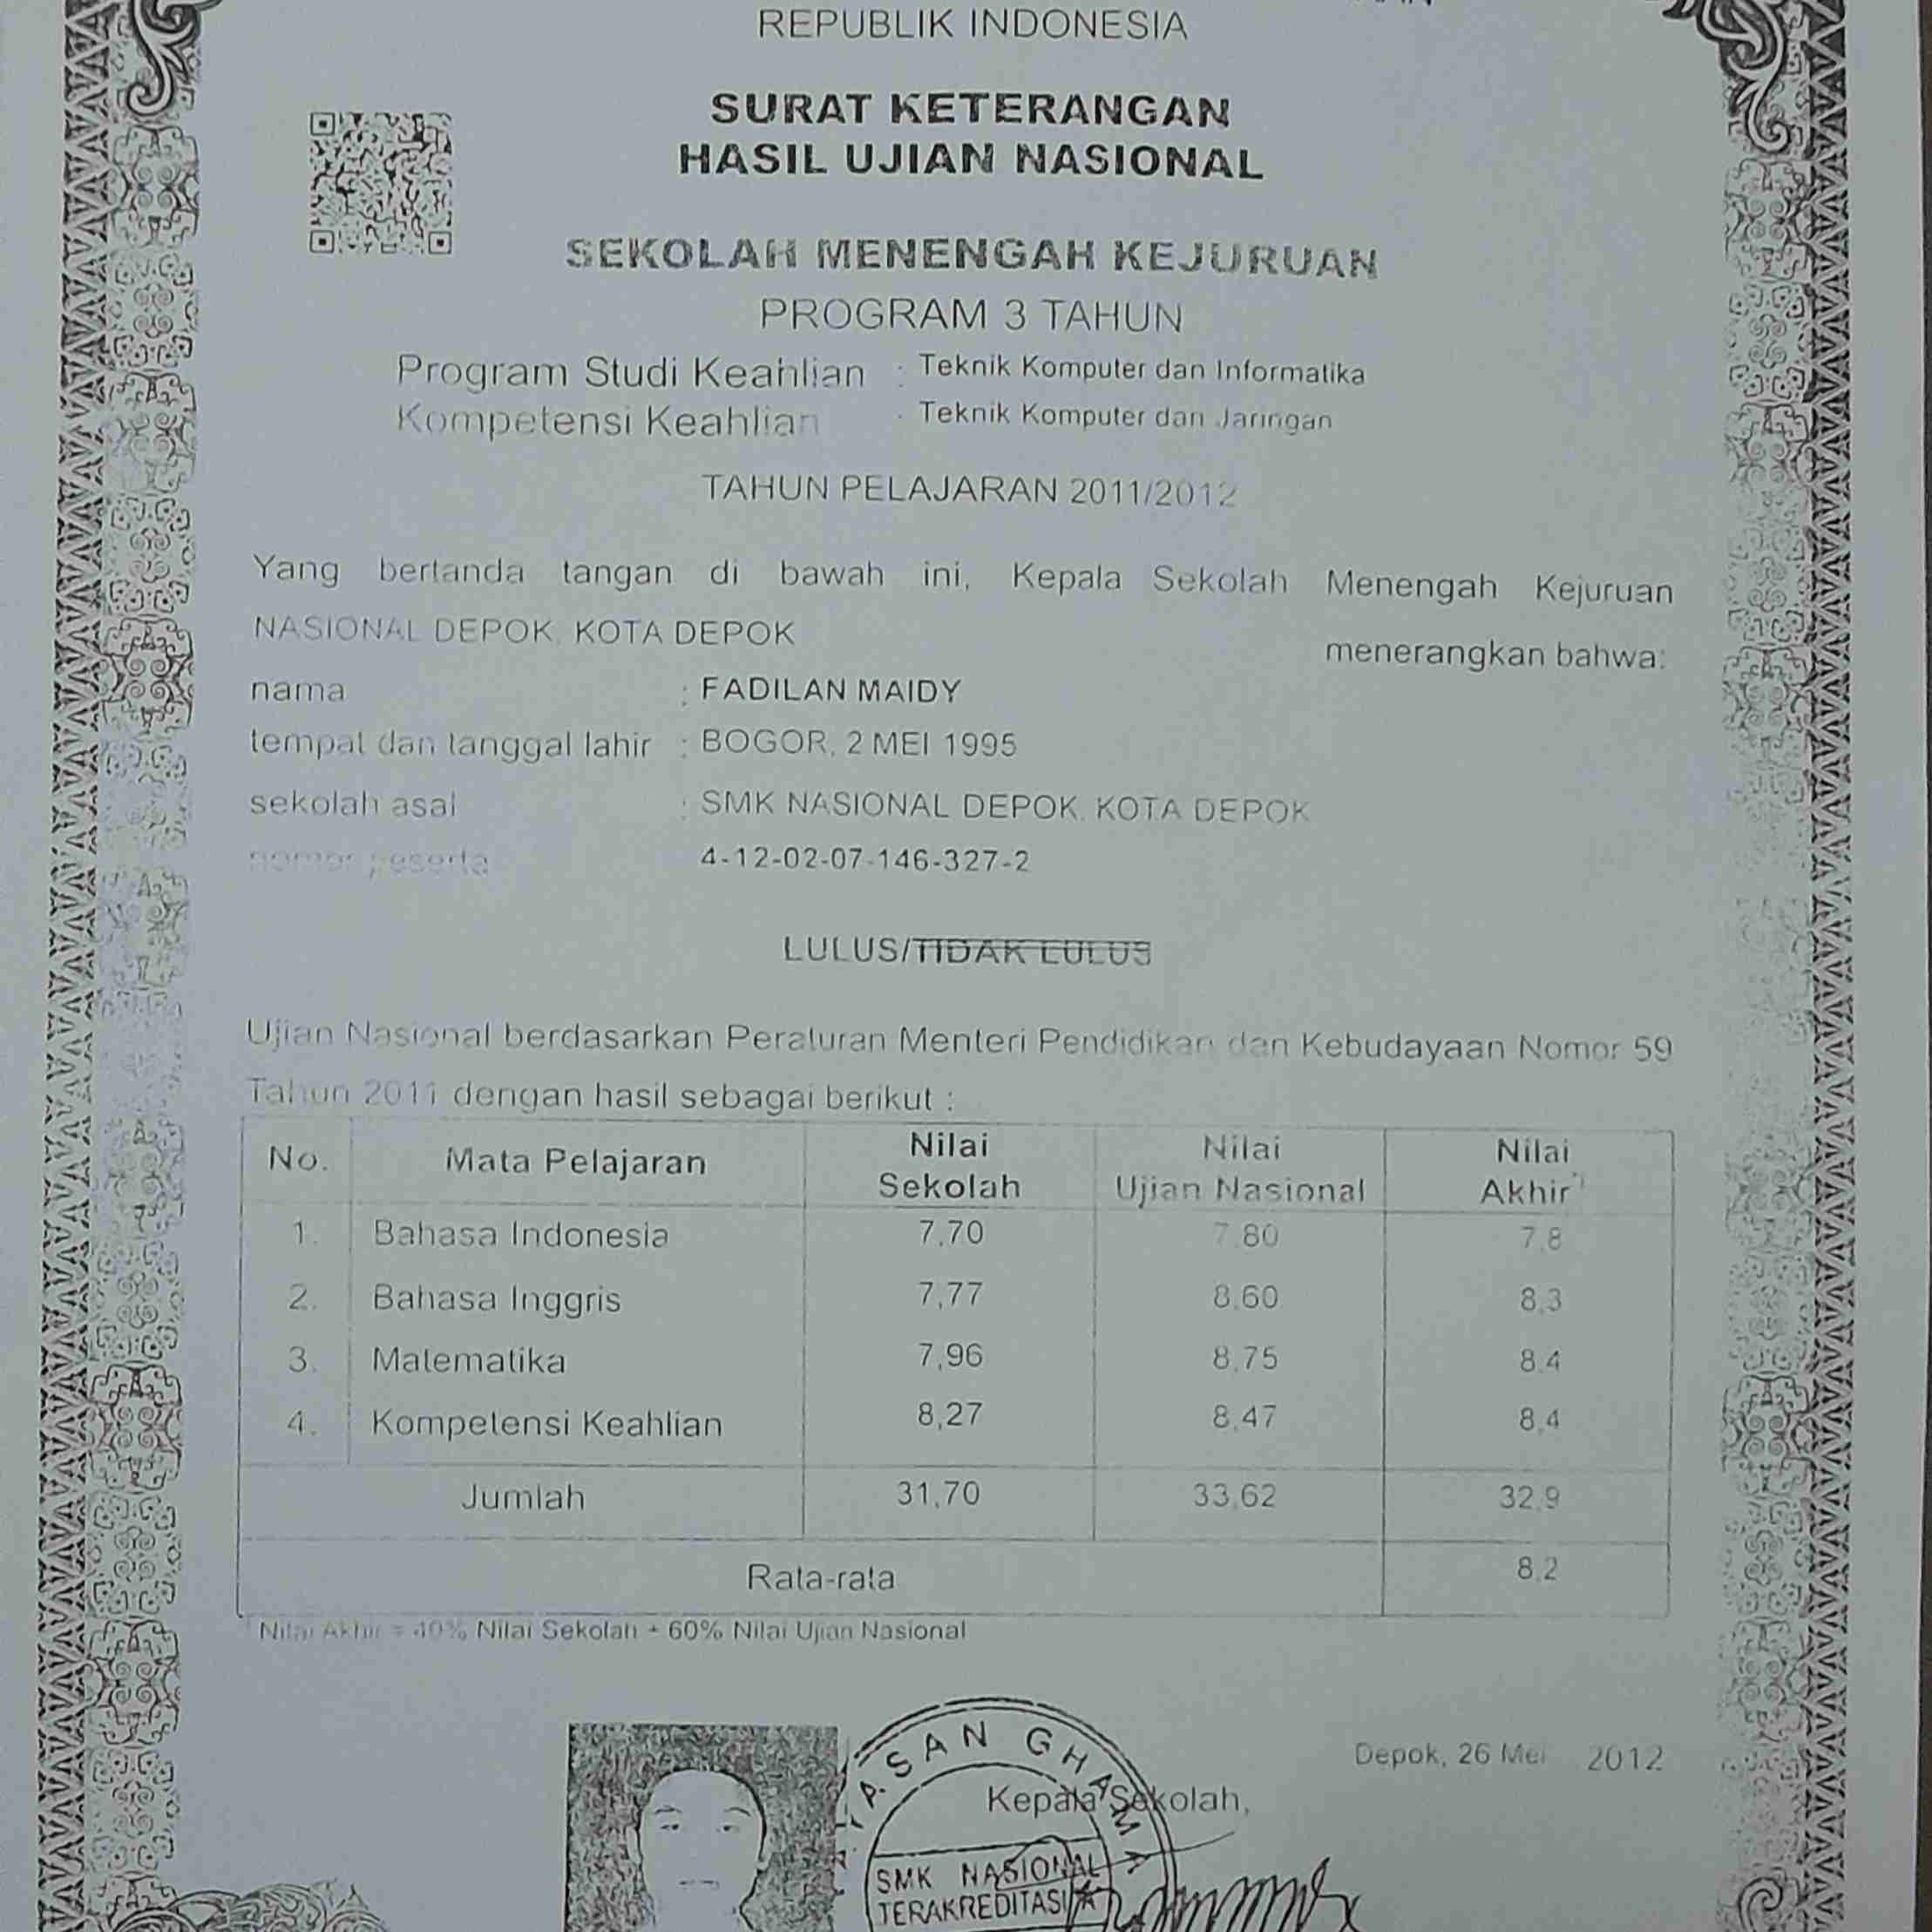 REPUBLIK INDONESIA
SURAT KETERANGAN
HASIL UJIAN NASIONAL
SEKOLAH MENENGAH KEJURUAN
PROGRAM 3 TAHUN
Program Studi Keahlian : Teknik Komputer dan Informatika
Kompetensi Keahlian : Teknik Komputer dan Jaringan
TAHUN PELAJARAN 2011/2012
Yang bertanda tangan di bawah ini, Kepala Sekolah Menengah Kejuruan
NASIONAL DEPOK, KOTA DEPOK menerangkan bahwa:
nama : FADILAN MAIDY
tempat dan tanggal lahir : BOGOR, 2 MEI 1995
sekolah asal : SMK NASIONAL DEPOK, KOTA DEPOK
nomor peserta 4-12-02-07-146-327-2
LULUS/TIDAK LULUS
Ujian Nasional berdasarkan Peraturan Menteri Pendidikan dan Kebudayaan Nomor 59
Tahun 2011 dengan hasil sebagai berikut :
No. Mata Pelajaran Nilai Sekolah Nilai Ujian Nasional Nilai Akhir*)
1. Bahasa Indonesia 7,70 7,80 7,8
2. Bahasa Inggris 7,77 8,60 8,3
3. Matematika 7,96 8,75 8,4
4. Kompetensi Keahlian 8,27 8,47 8,4
Jumlah 31,70 33,62 32,9
Rata-rata 8,2
Nilai Akhir = 40% Nilai Sekolah + 60% Nilai Ujian Nasional
Depok, 26 Mei 2012
Kepala Sekolah,
YAYASAN GHAMA
SMK NASIONAL
TERAKREDITASI A